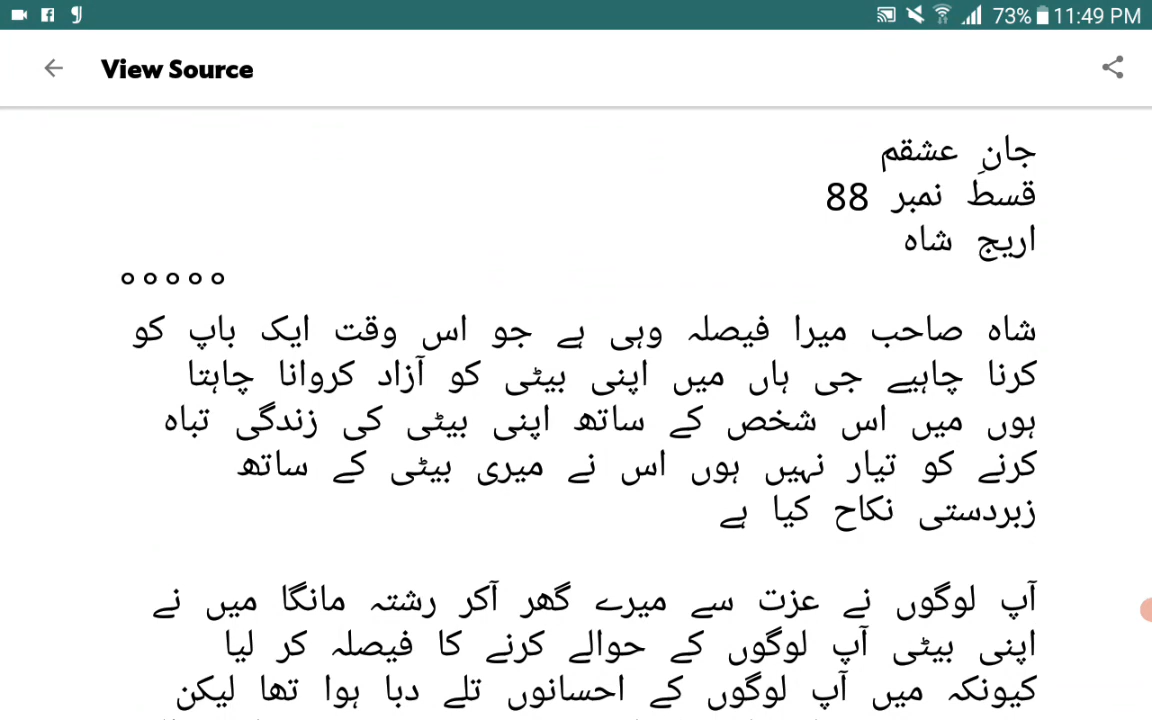 73% 11:49 PM
View Source
جانِ عشقم
قسط نمبر 88
اریج شاہ
○○○○○
شاہ صاحب میرا فیصلہ وہی ہے جو اس وقت ایک باپ کو
کرنا چاہیے جی ہاں میں اپنی بیٹی کو آزاد کروانا چاہتا
ہوں میں اس شخص کے ساتھ اپنی بیٹی کی زندگی تباہ
کرنے کو تیار نہیں ہوں اس نے میری بیٹی کے ساتھ
زبردستی نکاح کیا ہے
آپ لوگوں نے عزت سے میرے گھر آکر رشتہ مانگا میں نے
اپنی بیٹی آپ لوگوں کے حوالے کرنے کا فیصلہ کر لیا
کیونکہ میں آپ لوگوں کے احسانوں تلے دبا ہوا تھا لیکن